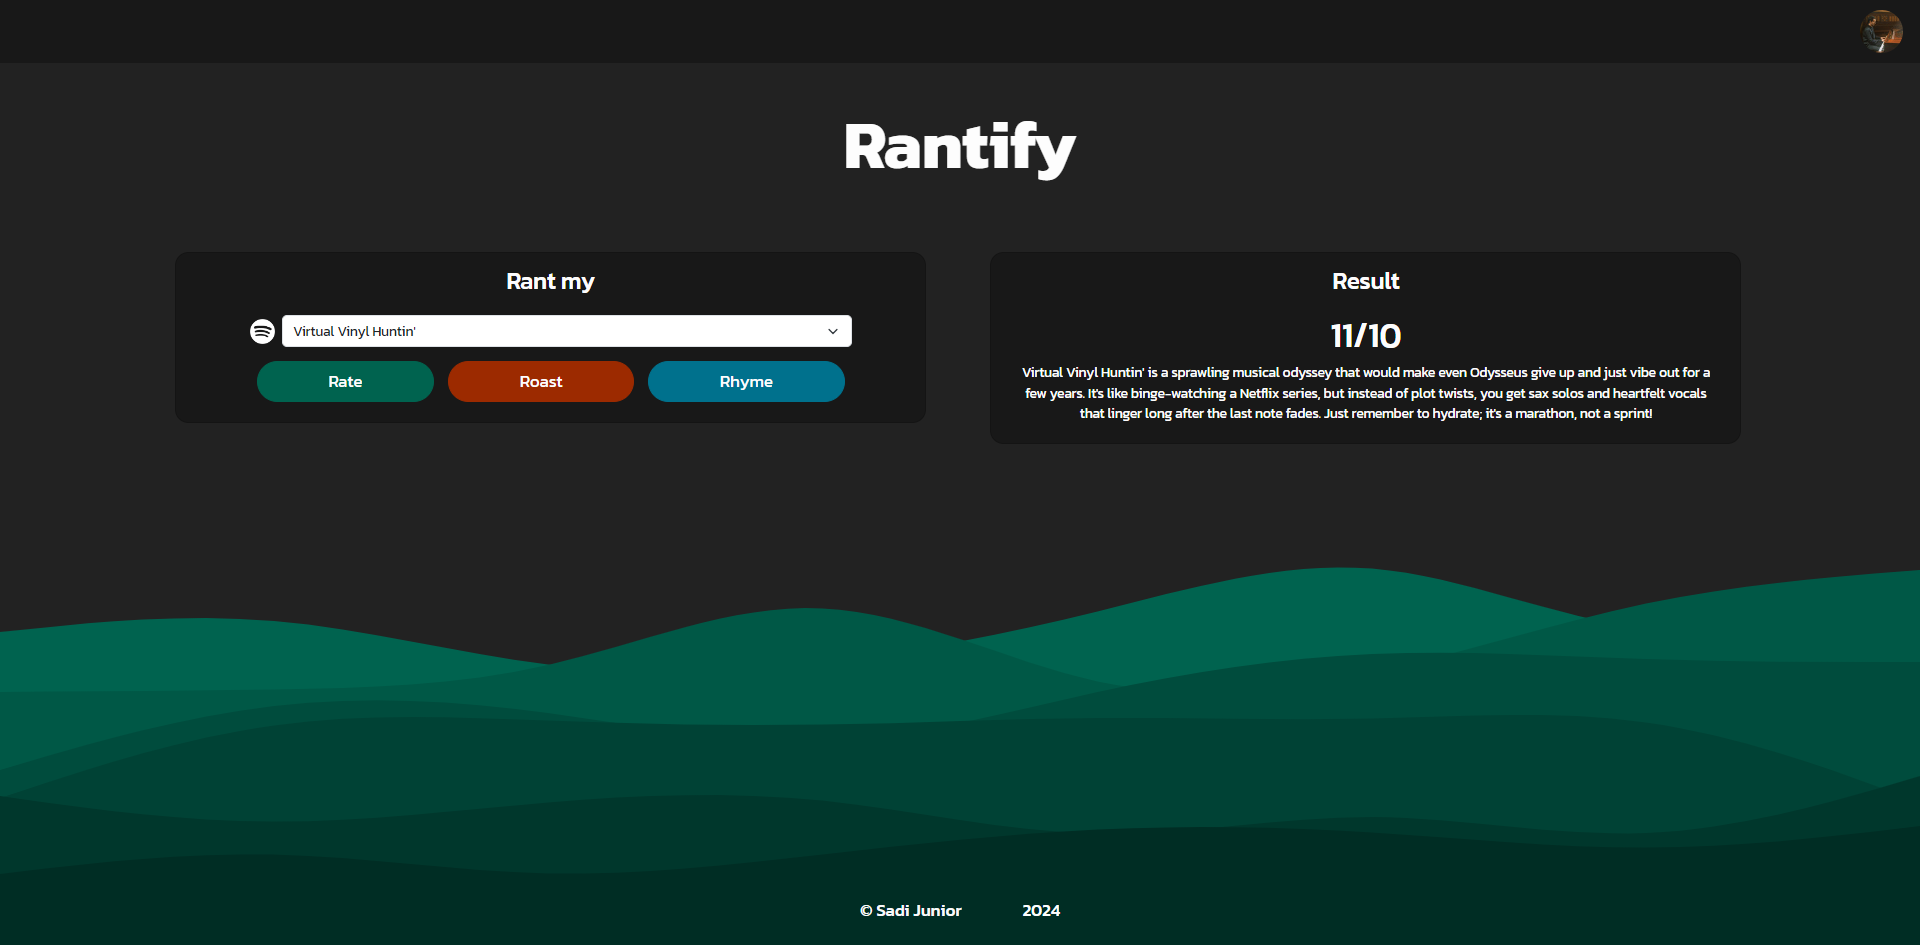 Rantify
Rant my
Virtual Vinyl Huntin'
Rate
Roast
Rhyme
Result
11/10
Virtual Vinyl Huntin' is a sprawling musical odyssey that would make even Odysseus give up and just vibe out for a
few years. It's like binge-watching a Netflix series, but instead of plot twists, you get sax solos and heartfelt vocals
that linger long after the last note fades. Just remember to hydrate; it's a marathon, not a sprint!
© Sadi Junior
2024